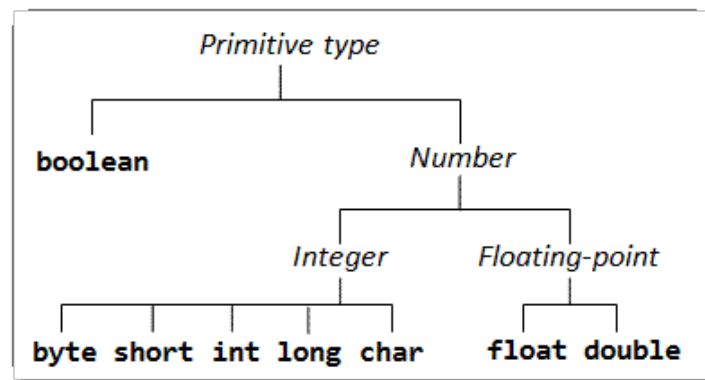 Primitive type
boolean Number
Integer Floating-point
byte short int long char float double